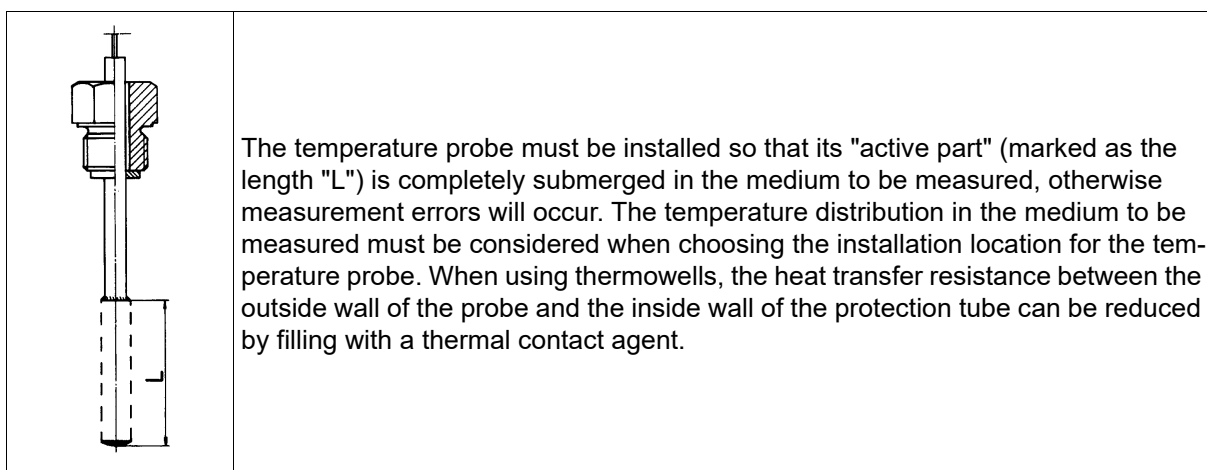 L
The temperature probe must be installed so that its "active part" (marked as the
length "L") is completely submerged in the medium to be measured, otherwise
measurement errors will occur. The temperature distribution in the medium to be
measured must be considered when choosing the installation location for the tem-
perature probe. When using thermowells, the heat transfer resistance between the
outside wall of the probe and the inside wall of the protection tube can be reduced
by filling with a thermal contact agent.